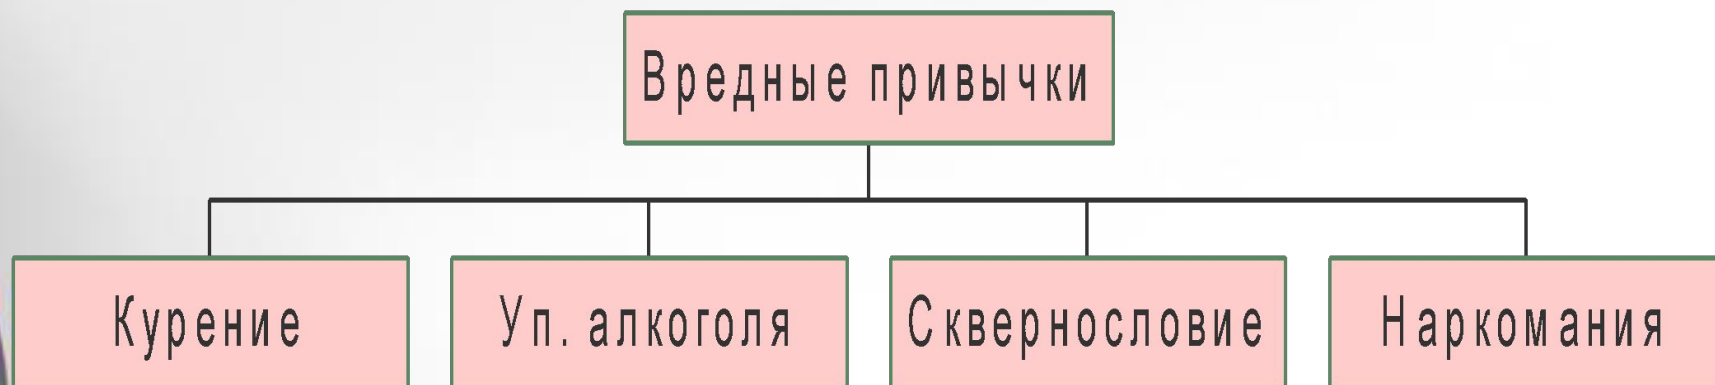 Вредные привычки
Курение
Уп. алкоголя
Сквернословие
Наркомания